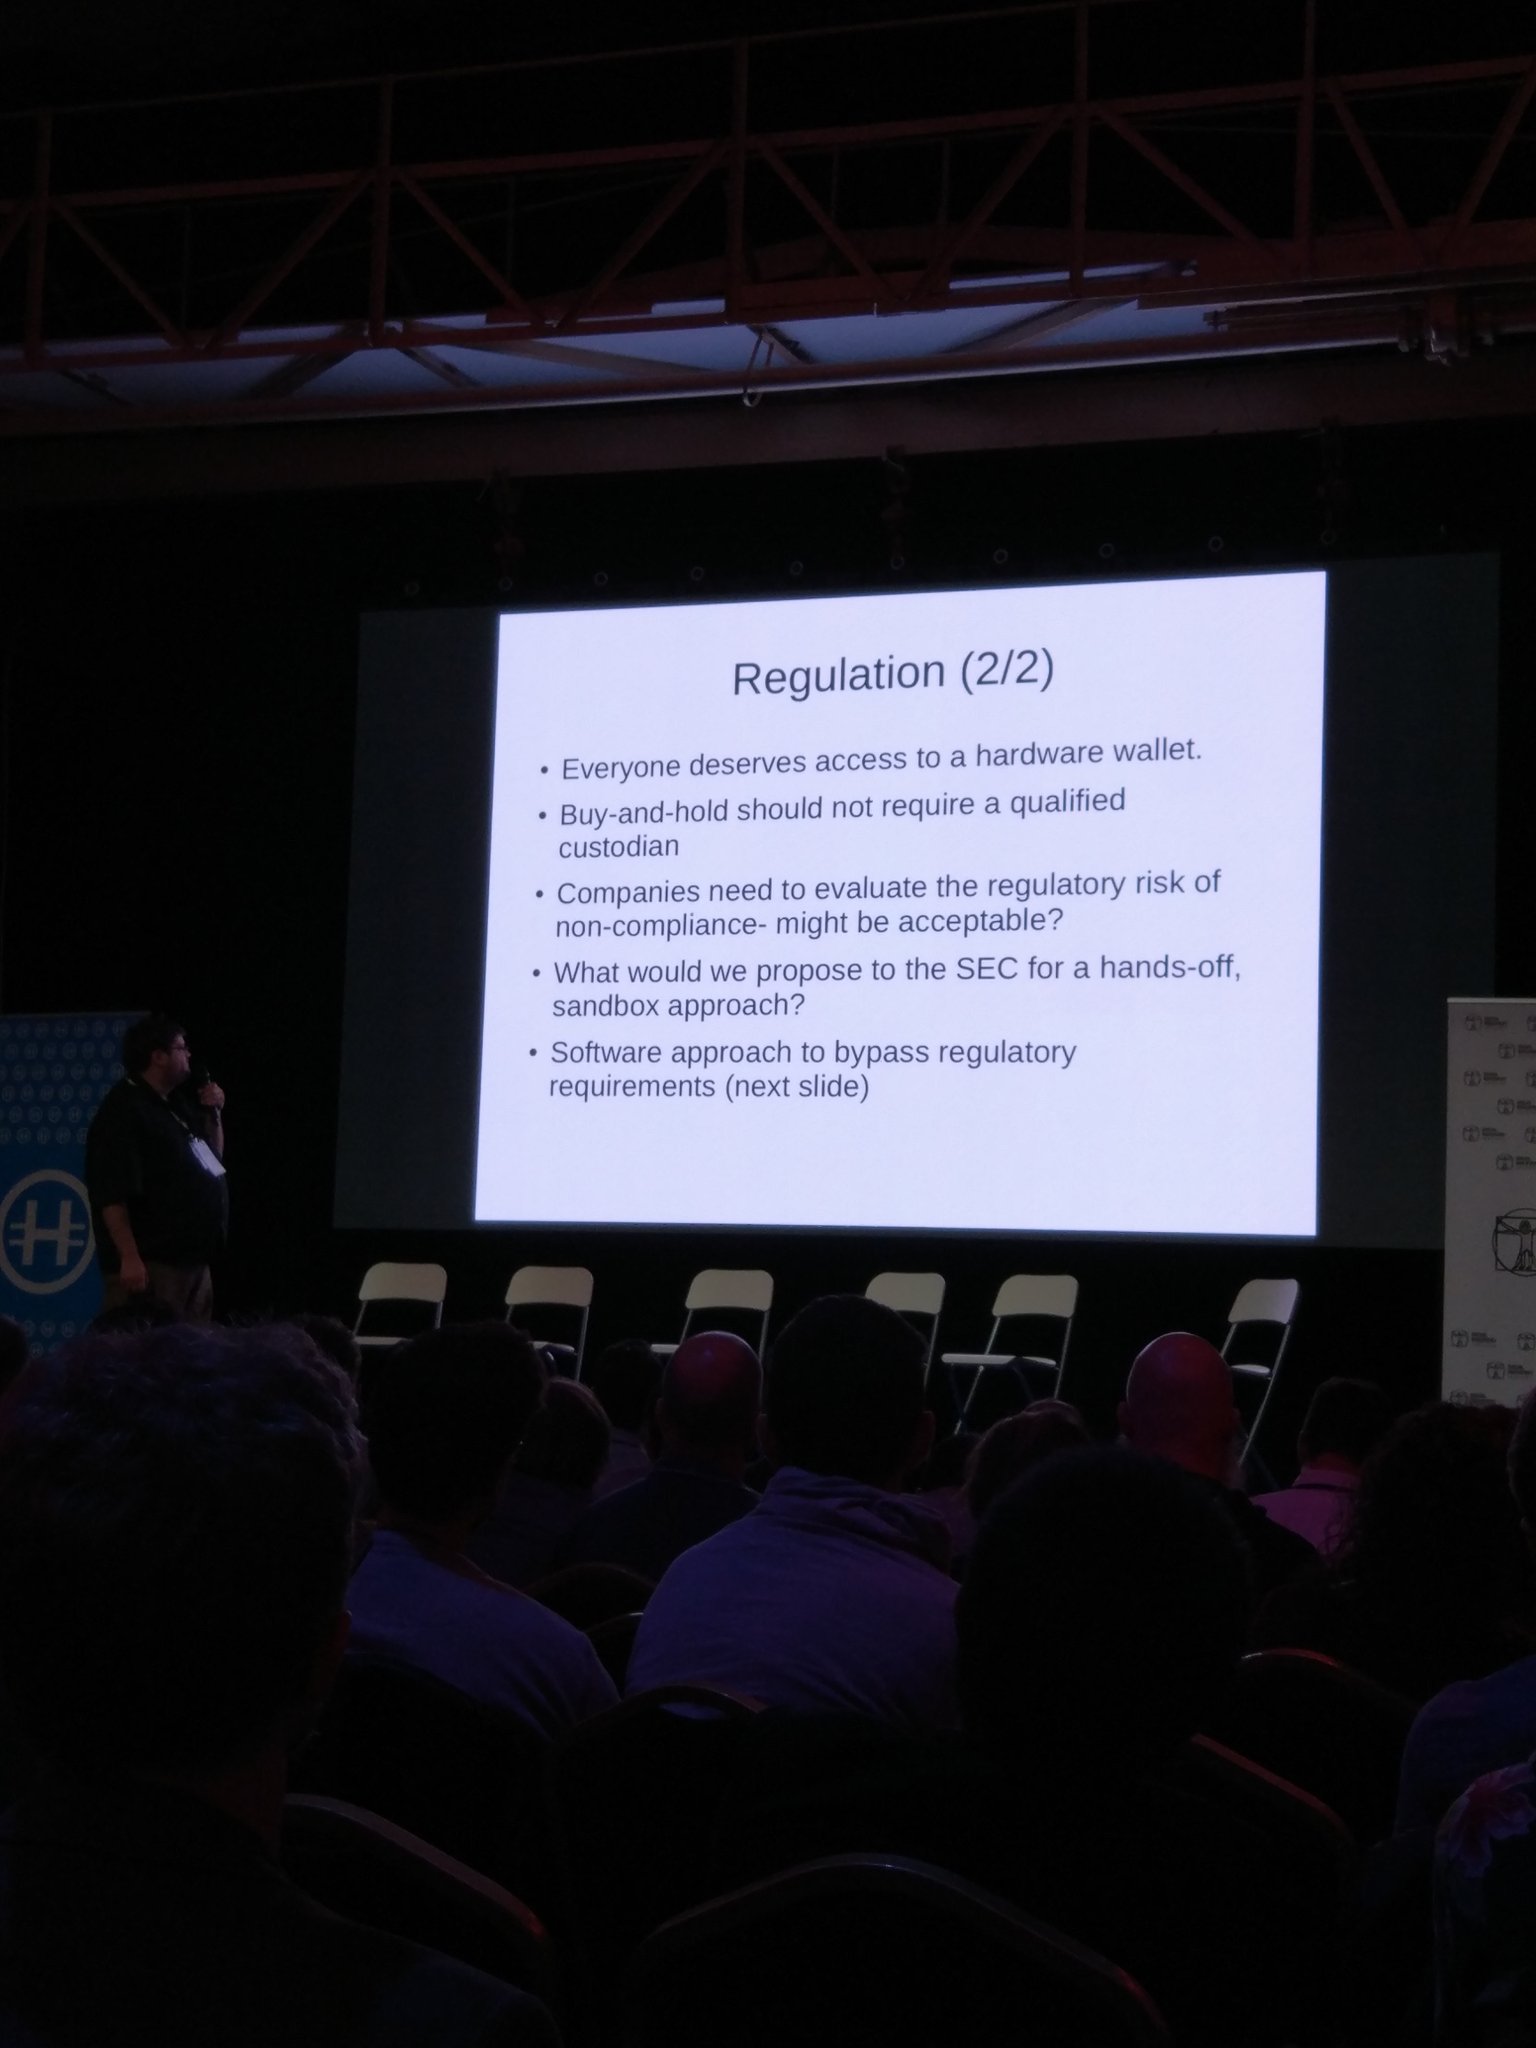 Regulation (2/2)
• Everyone deserves access to a hardware wallet.
• Buy-and-hold should not require a qualified
custodian
• Companies need to evaluate the regulatory risk of
non-compliance- might be acceptable?
• What would we propose to the SEC for a hands-off,
sandbox approach?
• Software approach to bypass regulatory
requirements (next slide)
H